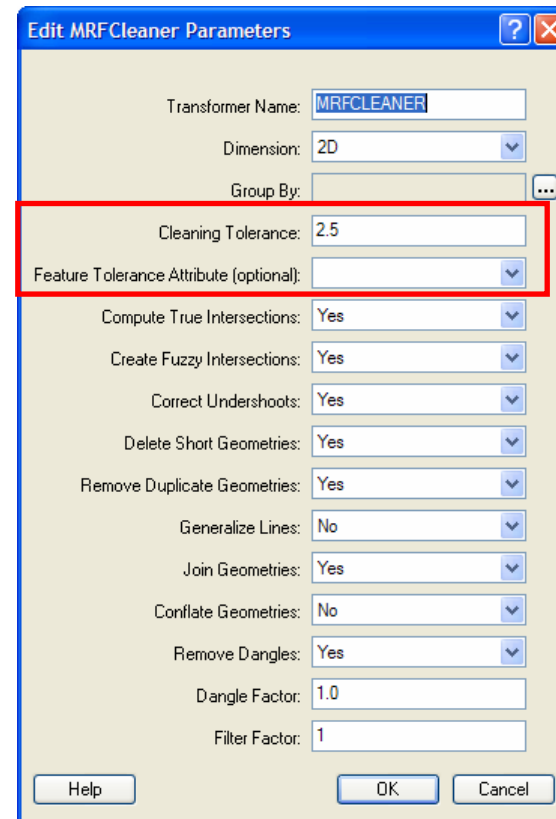 Edit MRFCleaner Parameters
Transformer Name: MRFCLEANER
Dimension: 2D
Group By: ...
Cleaning Tolerance: 2.5
Feature Tolerance Attribute (optional):
Compute True Intersections: Yes
Create Fuzzy Intersections: Yes
Correct Undershoots: Yes
Delete Short Geometries: Yes
Remove Duplicate Geometries: Yes
Generalize Lines: No
Join Geometries: Yes
Conflate Geometries: No
Remove Dangles: Yes
Dangle Factor: 1.0
Filter Factor: 1
Help OK Cancel